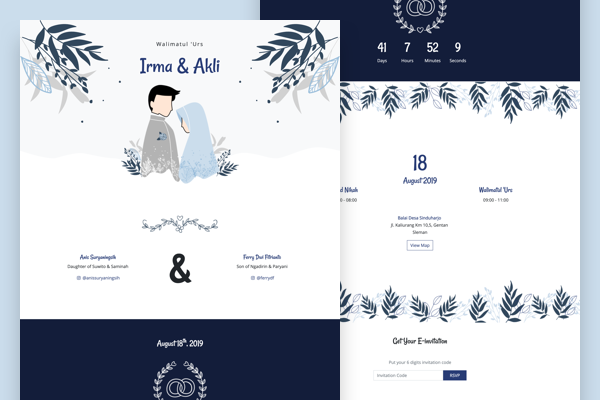 Walimatul 'Urs
Irma & Akli
Anis Suryaningsih
Daughter of Suwito & Saminah
@anissuryaningsih
&
Ferry Dwi Fitrianto
Son of Ngadirin & Paryani
@ferrydf
August 18th, 2019
41
Days
7
Hours
52
Minutes
9
Seconds
18
August 2019
d Nikah
- 08:00
Walimatul 'Urs
09:00 - 11:00
Balai Desa Sinduharjo
Jl. Kaliurang Km 10,5, Gentan
Sleman
View Map
Get Your E-invitation
Put your 6 digits invitation code
Invitation Code
RSVP